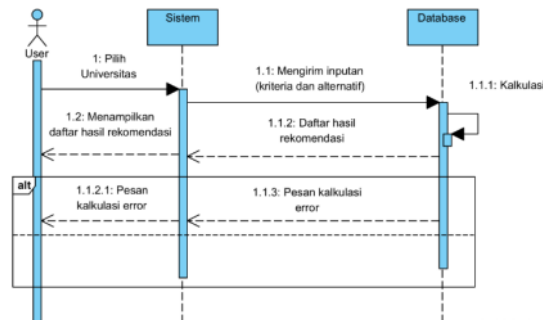 Sistem
Database
User
1: Pilih
Universitas
1.1: Mengirim inputan
(kriteria dan alternatif)
1.1.1: Kalkulasi
1.2: Menampilkan
daftar hasil rekomendasi
1.1.2: Daftar hasil
rekomendasi
alt
1.1.2.1: Pesan
kalkulasi error
1.1.3: Pesan kalkulasi
error